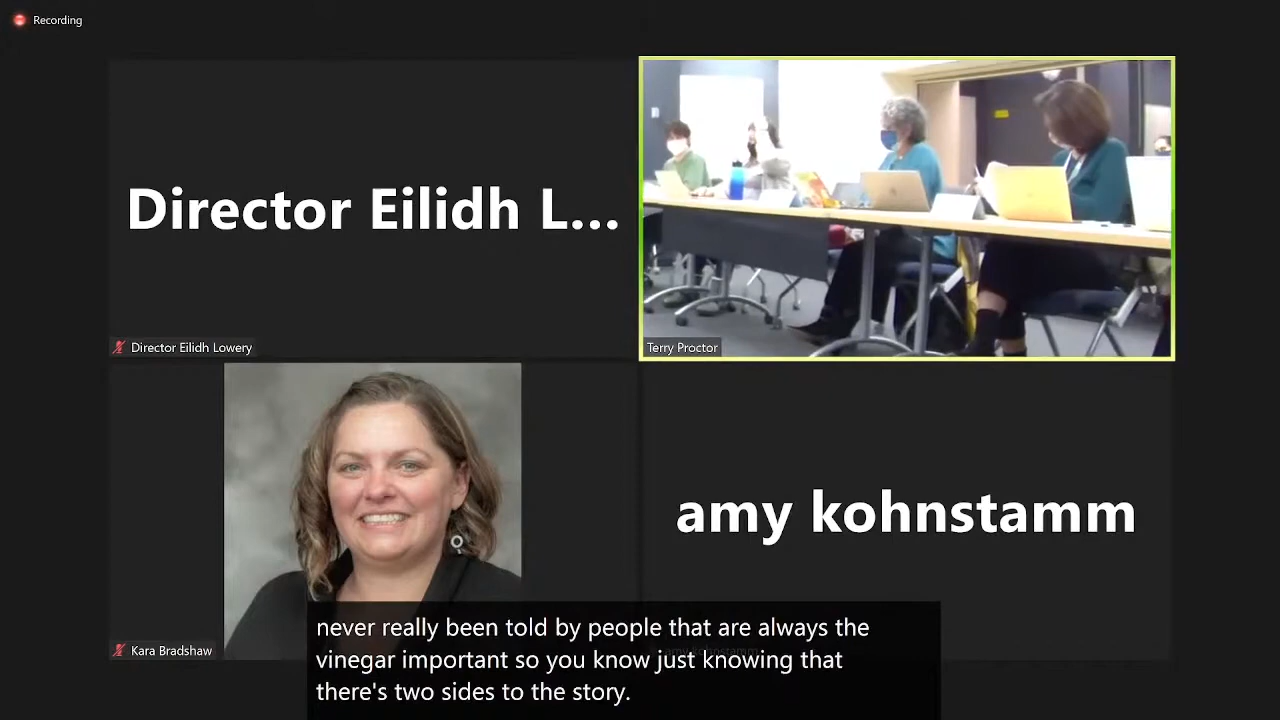 Recording
Director Eilidh L...
Director Eilidh Lowery
Terry Proctor
amy kohnstamm
Kara Bradshaw
never really been told by people that are always the
vinegar important so you know just knowing that
there's two sides to the story.